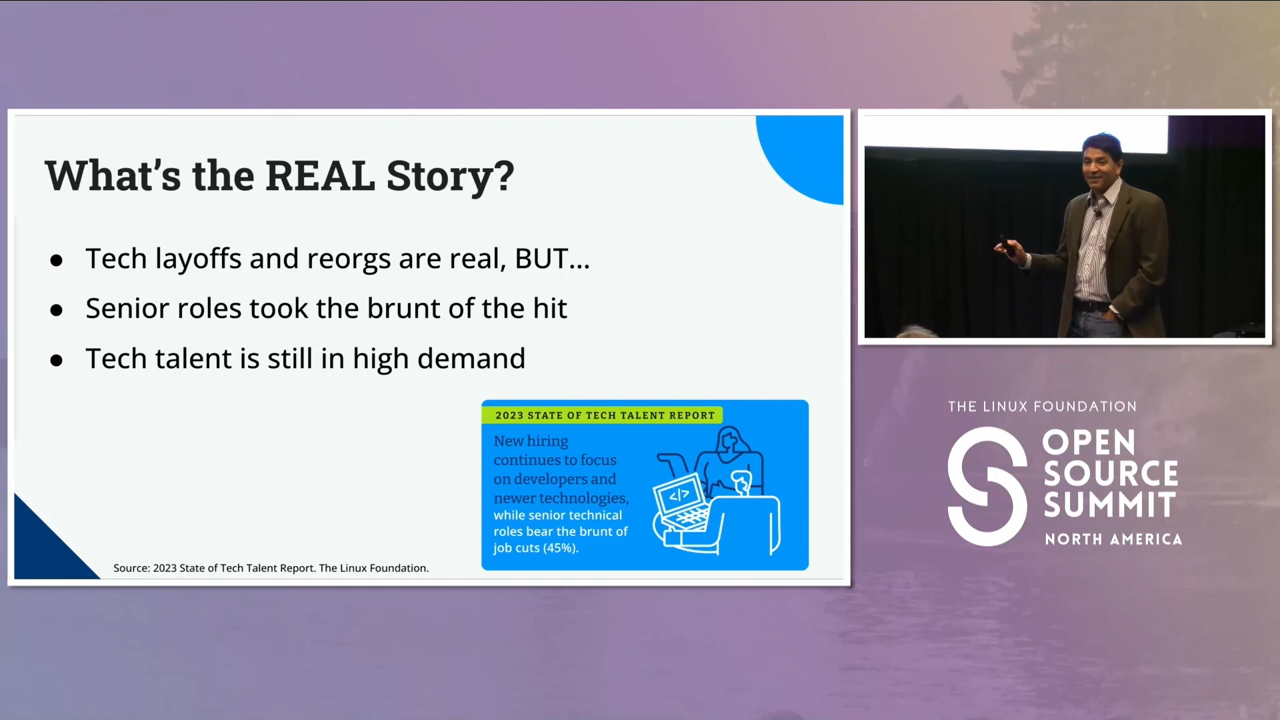 What's the REAL Story?
● Tech layoffs and reorgs are real, BUT...
● Senior roles took the brunt of the hit
● Tech talent is still in high demand
2023 STATE OF TECH TALENT REPORT
New hiring
continues to focus
on developers and
newer technologies,
while senior technical
roles bear the brunt of
job cuts (45%).
</>
Source: 2023 State of Tech Talent Report. The Linux Foundation.
THE LINUX FOUNDATION
OPEN
SOURCE
SUMMIT
NORTH AMERICA